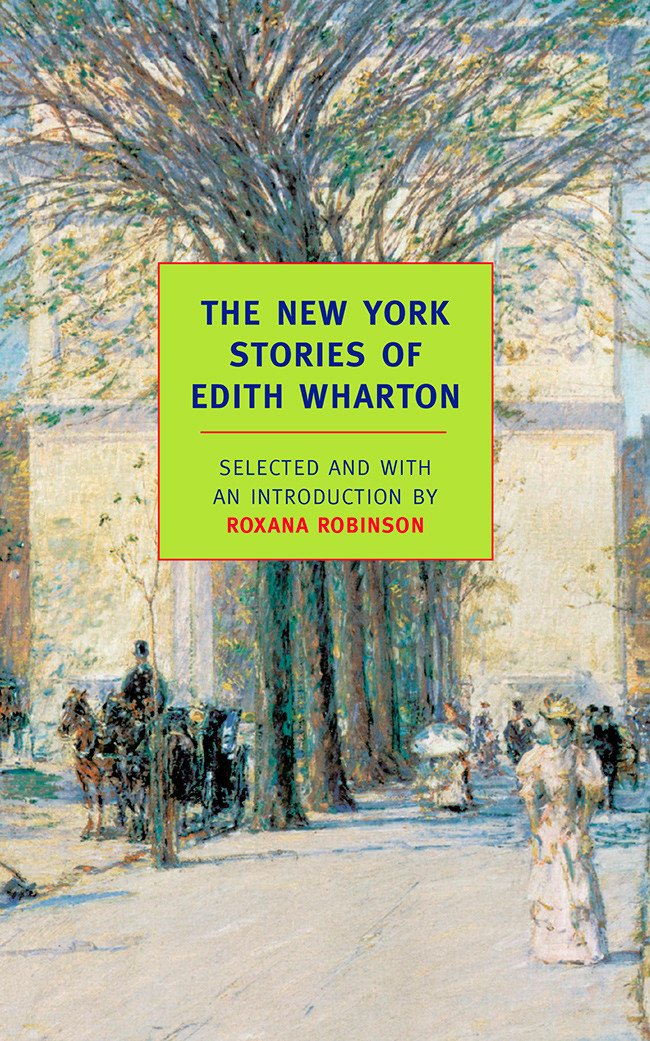 THE NEW YORK
STORIES OF
EDITH WHARTON
SELECTED AND WITH
AN INTRODUCTION BY
ROXANA ROBINSON